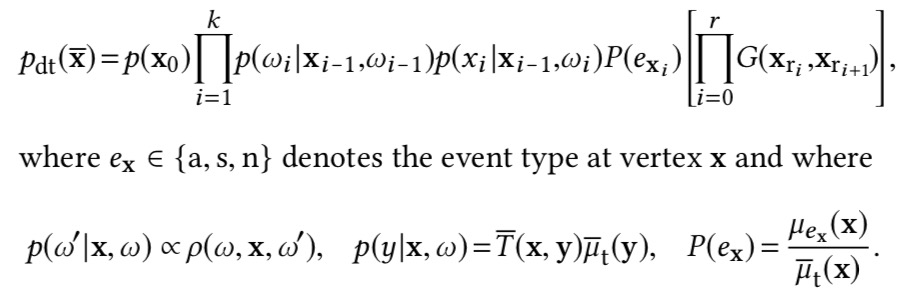 p_dt(x̅) = p(x₀) ∏_{i=1}^{k} p(ω_i|x_{i−1},ω_{i−1})p(x_i|x_{i−1},ω_i)P(e_{x_i}) [∏_{i=0}^{r} G(x_{r_i},x_{r_{i+1}})],
where e_x ∈ {a, s, n} denotes the event type at vertex x and where
p(ω′|x, ω) ∝ ρ(ω, x, ω′), p(y|x, ω) = T̅(x, y)μ̅_t(y), P(e_x) = μ_{e_x}(x) / μ̅_t(x).